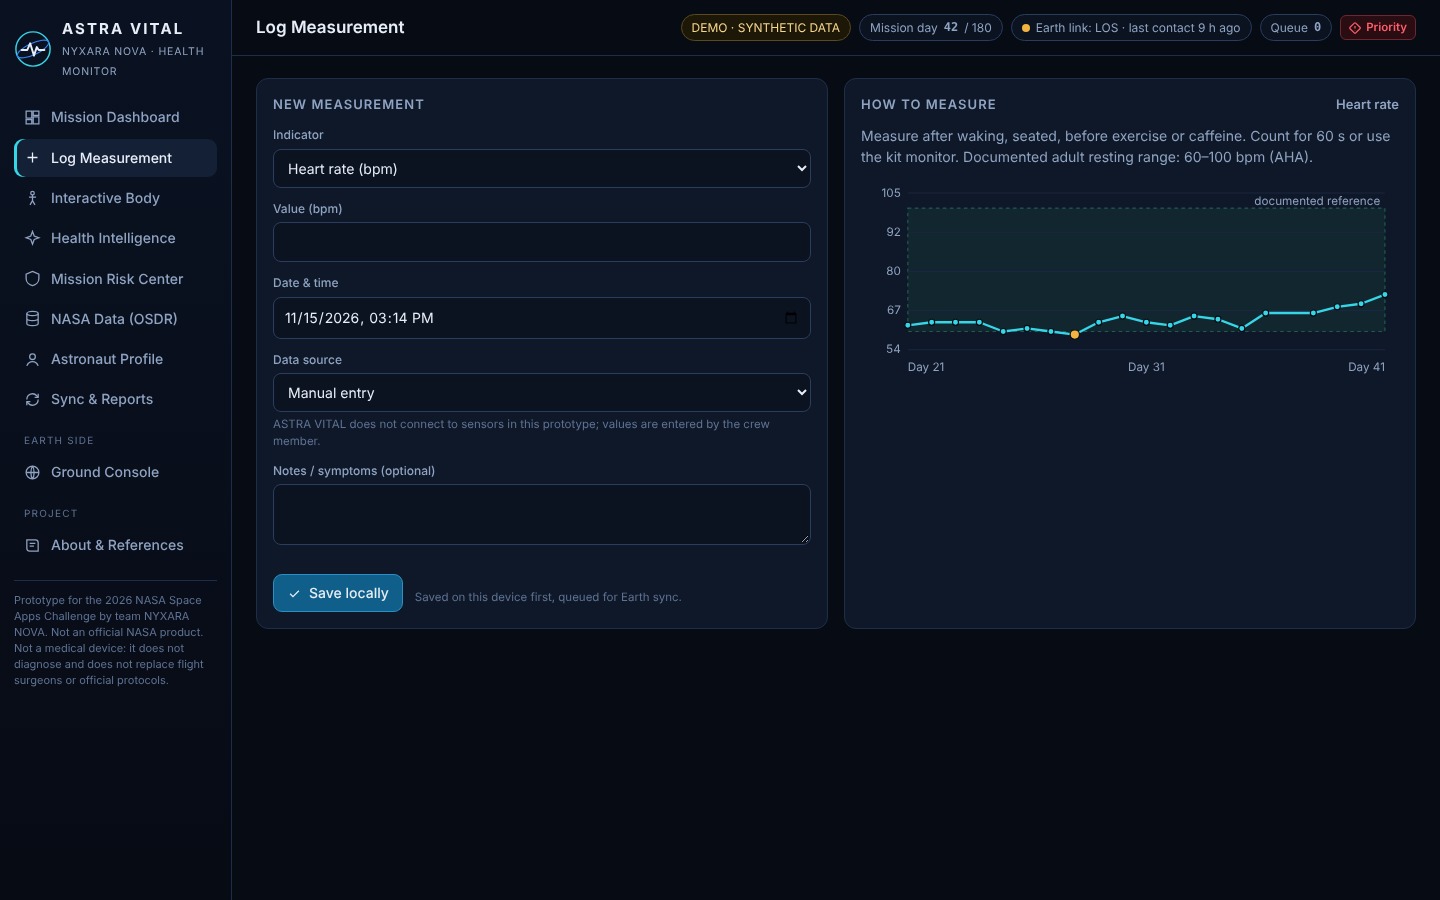 ASTRA VITAL
NYXARA NOVA · HEALTH
MONITOR
Mission Dashboard
Log Measurement
Interactive Body
Health Intelligence
Mission Risk Center
NASA Data (OSDR)
Astronaut Profile
Sync & Reports
EARTH SIDE
Ground Console
PROJECT
About & References
Prototype for the 2026 NASA Space
Apps Challenge by team NYXARA
NOVA. Not an official NASA product.
Not a medical device: it does not
diagnose and does not replace flight
surgeons or official protocols.
Log Measurement
DEMO · SYNTHETIC DATA
Mission day 42 / 180
Earth link: LOS · last contact 9 h ago
Queue 0
Priority
NEW MEASUREMENT
Indicator
Heart rate (bpm)
Value (bpm)
Date & time
11/15/2026, 03:14 PM
Data source
Manual entry
ASTRA VITAL does not connect to sensors in this prototype; values are entered by the crew
member.
Notes / symptoms (optional)
Save locally
Saved on this device first, queued for Earth sync.
HOW TO MEASURE
Heart rate
Measure after waking, seated, before exercise or caffeine. Count for 60 s or use
the kit monitor. Documented adult resting range: 60–100 bpm (AHA).
105
documented reference
92
80
67
54
Day 21
Day 31
Day 41